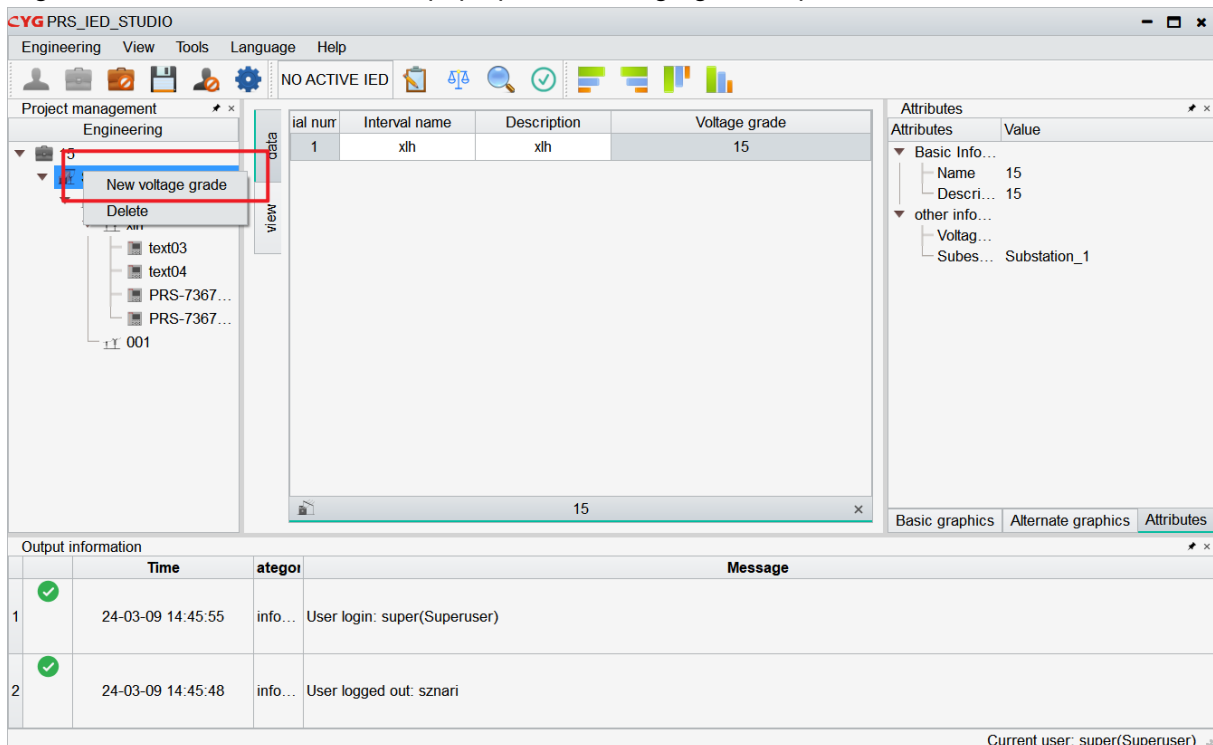 CYG PRS_IED_STUDIO
Engineering View Tools Language Help
NO ACTIVE IED
Project management
Engineering
15
New voltage grade
Delete
xlh
text03
text04
PRS-7367...
PRS-7367...
001
data
view
ial num Interval name Description Voltage grade
1 xlh xlh 15
15
Attributes
Attributes Value
Basic Info...
Name 15
Descri... 15
other info...
Voltag...
Subes... Substation_1
Basic graphics Alternate graphics Attributes
Output information
Time ategor Message
1 24-03-09 14:45:55 info... User login: super(Superuser)
2 24-03-09 14:45:48 info... User logged out: sznari
Current user: super(Superuser)